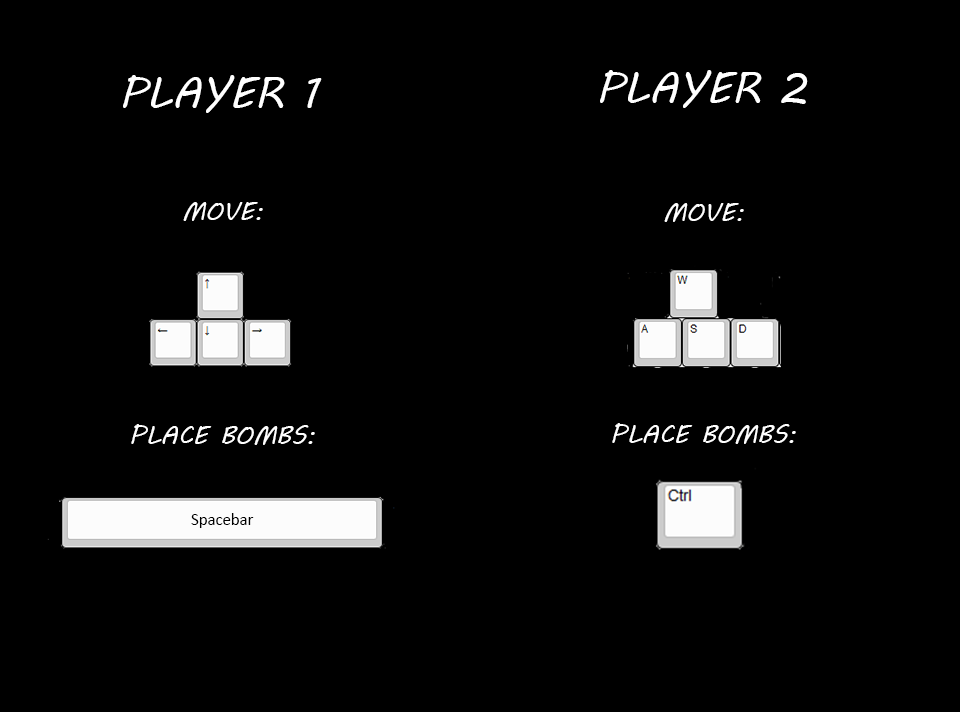 PLAYER 1
MOVE:
↑
← ↓ →
PLACE BOMBS:
Spacebar
PLAYER 2
MOVE:
W
A S D
PLACE BOMBS:
Ctrl